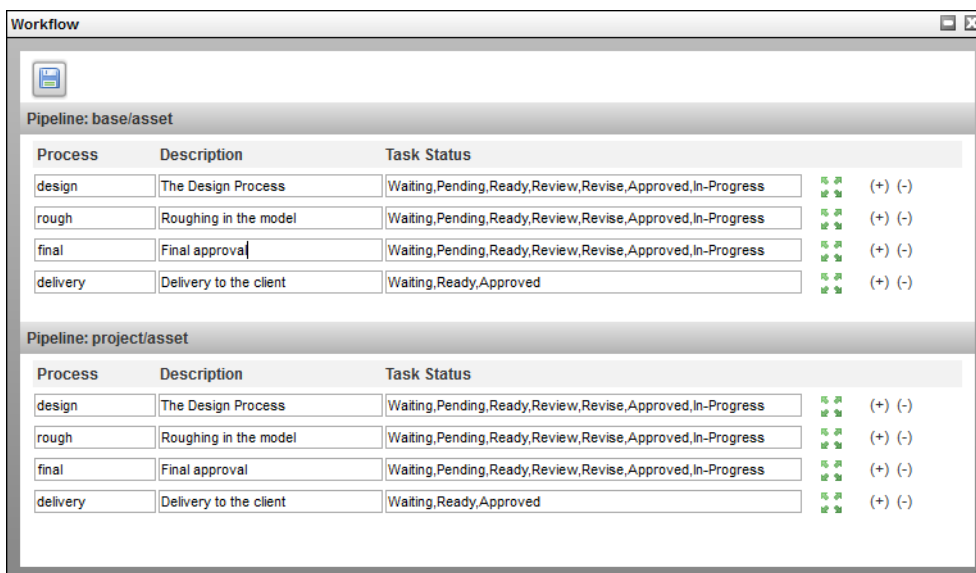 Workflow
Pipeline: base/asset
Process Description Task Status
design The Design Process Waiting,Pending,Ready,Review,Revise,Approved,In-Progress (+) (-)
rough Roughing in the model Waiting,Pending,Ready,Review,Revise,Approved,In-Progress (+) (-)
final Final approval Waiting,Pending,Ready,Review,Revise,Approved,In-Progress (+) (-)
delivery Delivery to the client Waiting,Ready,Approved (+) (-)
Pipeline: project/asset
Process Description Task Status
design The Design Process Waiting,Pending,Ready,Review,Revise,Approved,In-Progress (+) (-)
rough Roughing in the model Waiting,Pending,Ready,Review,Revise,Approved,In-Progress (+) (-)
final Final approval Waiting,Pending,Ready,Review,Revise,Approved,In-Progress (+) (-)
delivery Delivery to the client Waiting,Ready,Approved (+) (-)